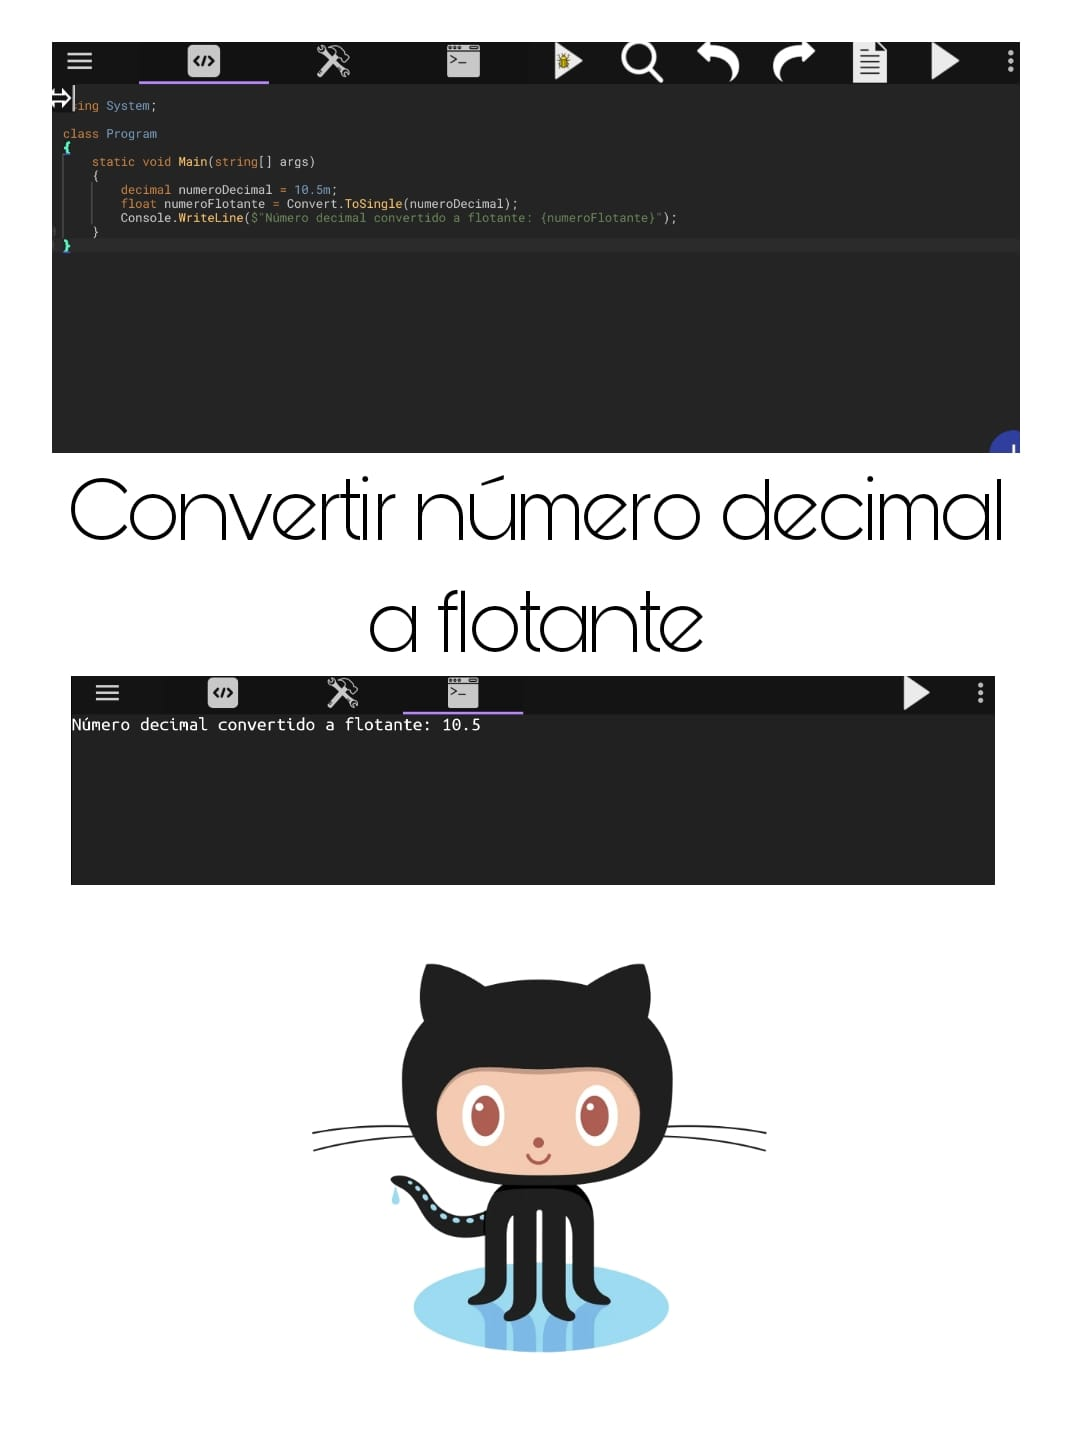 ing System;
class Program
{
static void Main(string[] args)
{
decimal numeroDecimal = 10.5m;
float numeroFlotante = Convert.ToSingle(numeroDecimal);
Console.WriteLine($"Número decimal convertido a flotante: {numeroFlotante}");
}
}
Convertir número decimal
a flotante
Número decimal convertido a flotante: 10.5